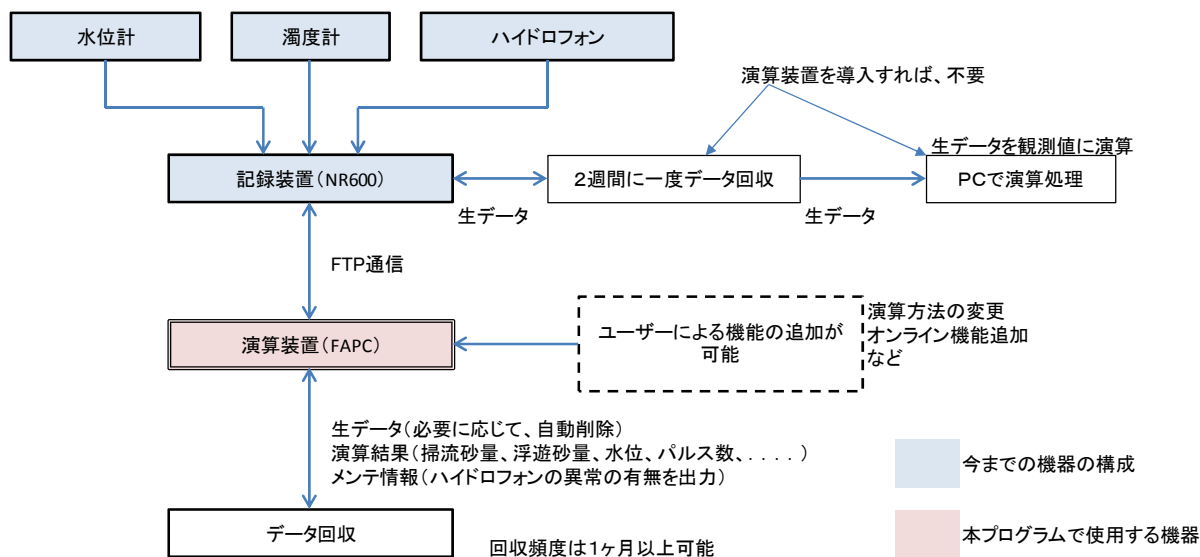 水位計
濁度計
ハイドロフォン
演算装置を導入すれば、不要
生データを観測値に演算
記録装置(NR600)
２週間に一度データ回収
PCで演算処理
生データ
生データ
FTP通信
演算装置(FAPC)
ユーザーによる機能の追加が
可能
演算方法の変更
オンライン機能追加
など
生データ(必要に応じて、自動削除)
演算結果(掃流砂量、浮遊砂量、水位、パルス数、．．．．)
メンテ情報(ハイドロフォンの異常の有無を出力)
今までの機器の構成
データ回収
回収頻度は1ヶ月以上可能
本プログラムで使用する機器